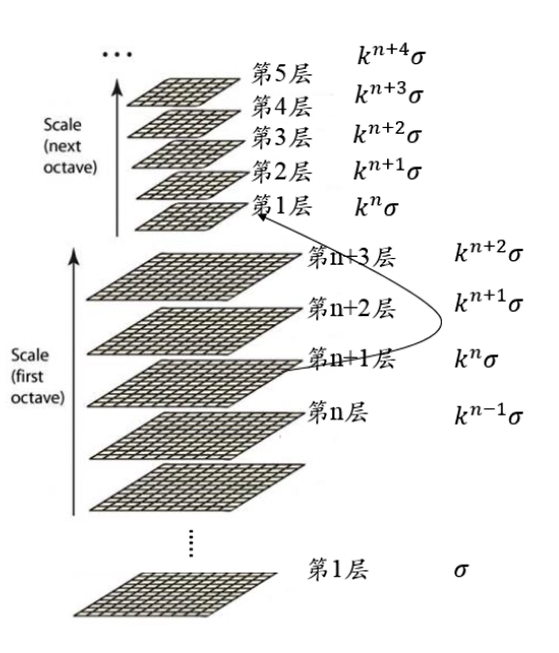 ...
第5层 k^{n+4}σ
第4层 k^{n+3}σ
Scale
(next
octave)
第3层 k^{n+2}σ
第2层 k^{n+1}σ
第1层 k^nσ
第n+3层 k^{n+2}σ
第n+2层 k^{n+1}σ
Scale
(first
octave)
第n+1层 k^nσ
第n层 k^{n-1}σ
第1层 σ